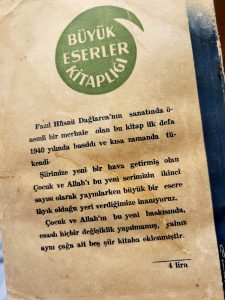 BÜYÜK
ESERLER
KİTAPLIĞI
Fazıl Hüsnü Dağlarca'nın sanatında ö-
nemli bir merhale olan bu kitap ilk defa
1940 yılında basıldı ve kısa zamanda tü-
kendi.
Şiirimize yeni bir hava getirmiş olan
Çocuk ve Allah'ı bu yeni serimizin ikinci
sayısı olarak yayınlarken büyük bir esere
lâyık olduğu yeri verdiğimize inanıyoruz.
Çocuk ve Allah'ın bu yeni baskısında,
esaslı hiçbir değişiklik yapılmamış, yalnız
aynı çağa ait beş şiir kitaba eklenmiştir.
4 lira